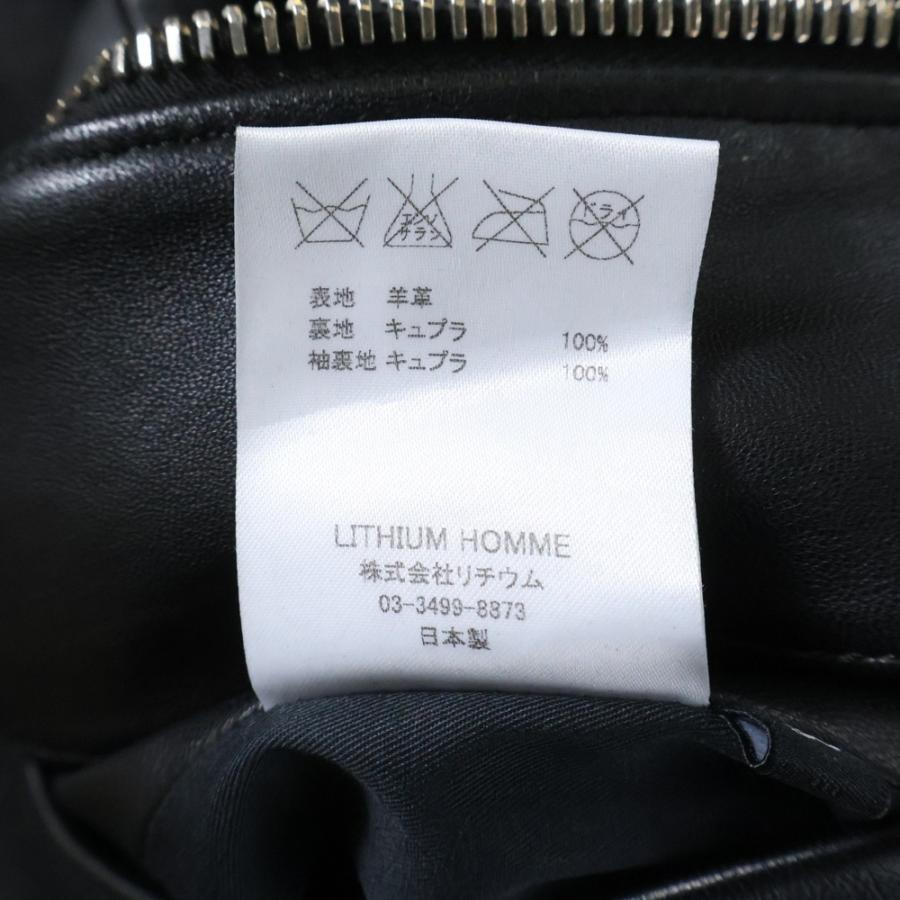 エンソ サラシ ドライ
表地 羊革
裏地 キュプラ 100%
袖裏地 キュプラ 100%
LITHIUM HOMME
株式会社リチウム
03-3499-8873
日本製